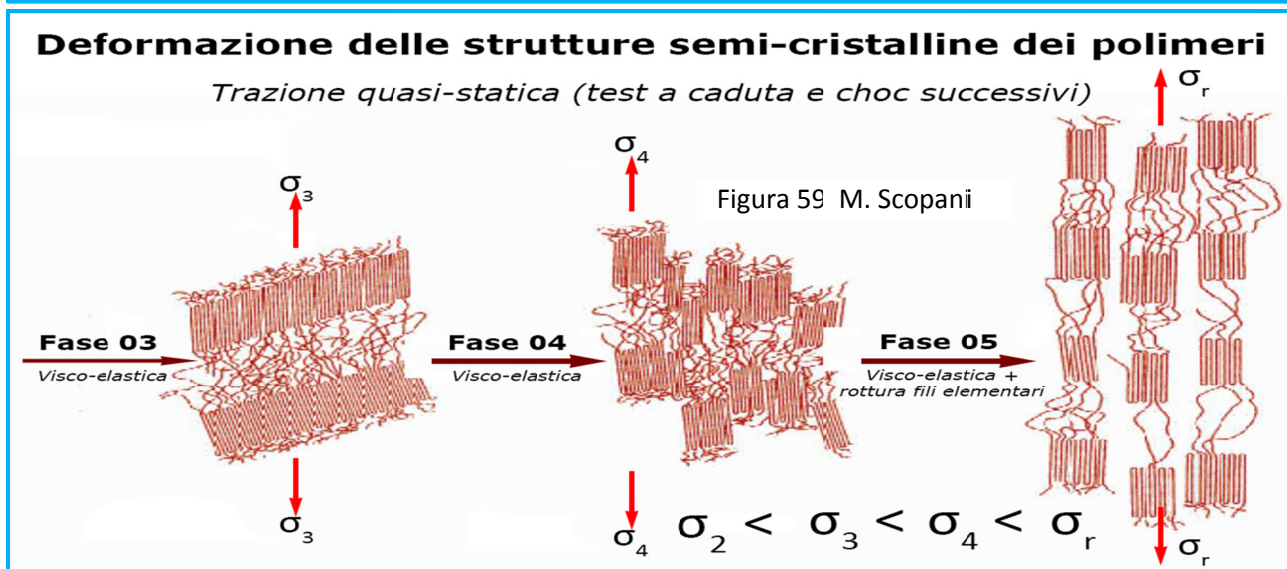 Deformazione delle strutture semi-cristalline dei polimeri
Trazione quasi-statica (test a caduta e choc successivi)
σr
σ4
σ3
Figura 59 M. Scopani
Fase 03
Visco-elastica
Fase 04
Visco-elastica
Fase 05
Visco-elastica +
rottura fili elementari
σ3
σ4
σ2 < σ3 < σ4 < σr
σr